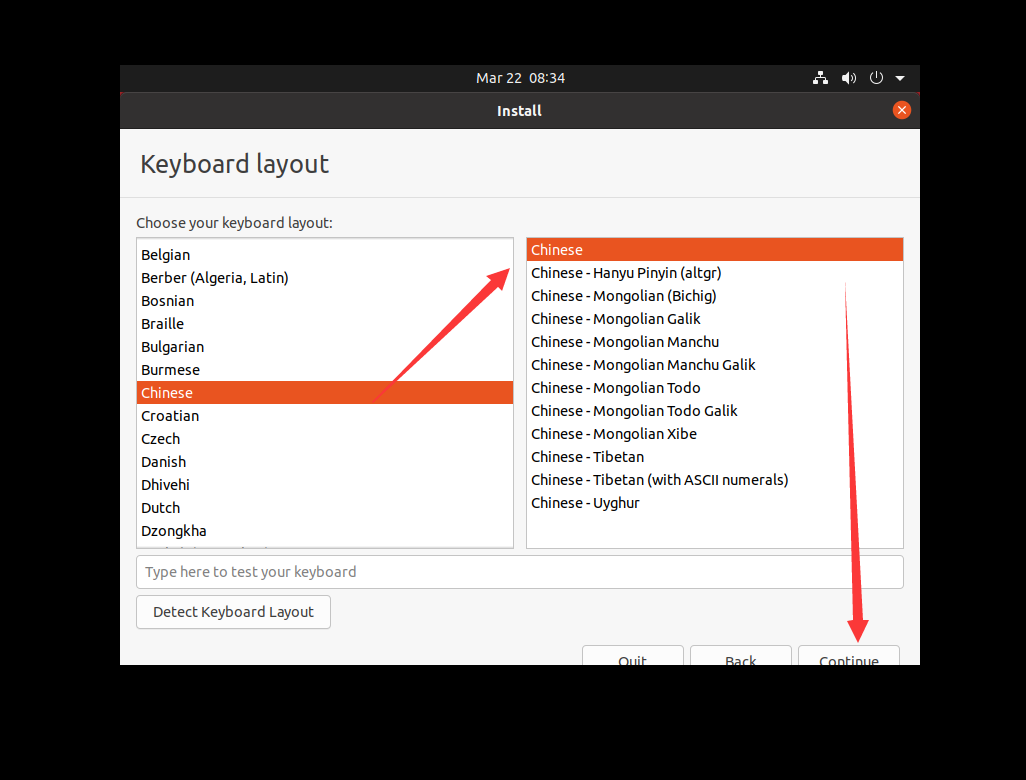 Mar 22 08:34
Install
Keyboard layout
Choose your keyboard layout:
Belgian
Berber (Algeria, Latin)
Bosnian
Braille
Bulgarian
Burmese
Chinese
Croatian
Czech
Danish
Dhivehi
Dutch
Dzongkha
Chinese
Chinese - Hanyu Pinyin (altgr)
Chinese - Mongolian (Bichig)
Chinese - Mongolian Galik
Chinese - Mongolian Manchu
Chinese - Mongolian Manchu Galik
Chinese - Mongolian Todo
Chinese - Mongolian Todo Galik
Chinese - Mongolian Xibe
Chinese - Tibetan
Chinese - Tibetan (with ASCII numerals)
Chinese - Uyghur
Type here to test your keyboard
Detect Keyboard Layout
Quit Back Continue